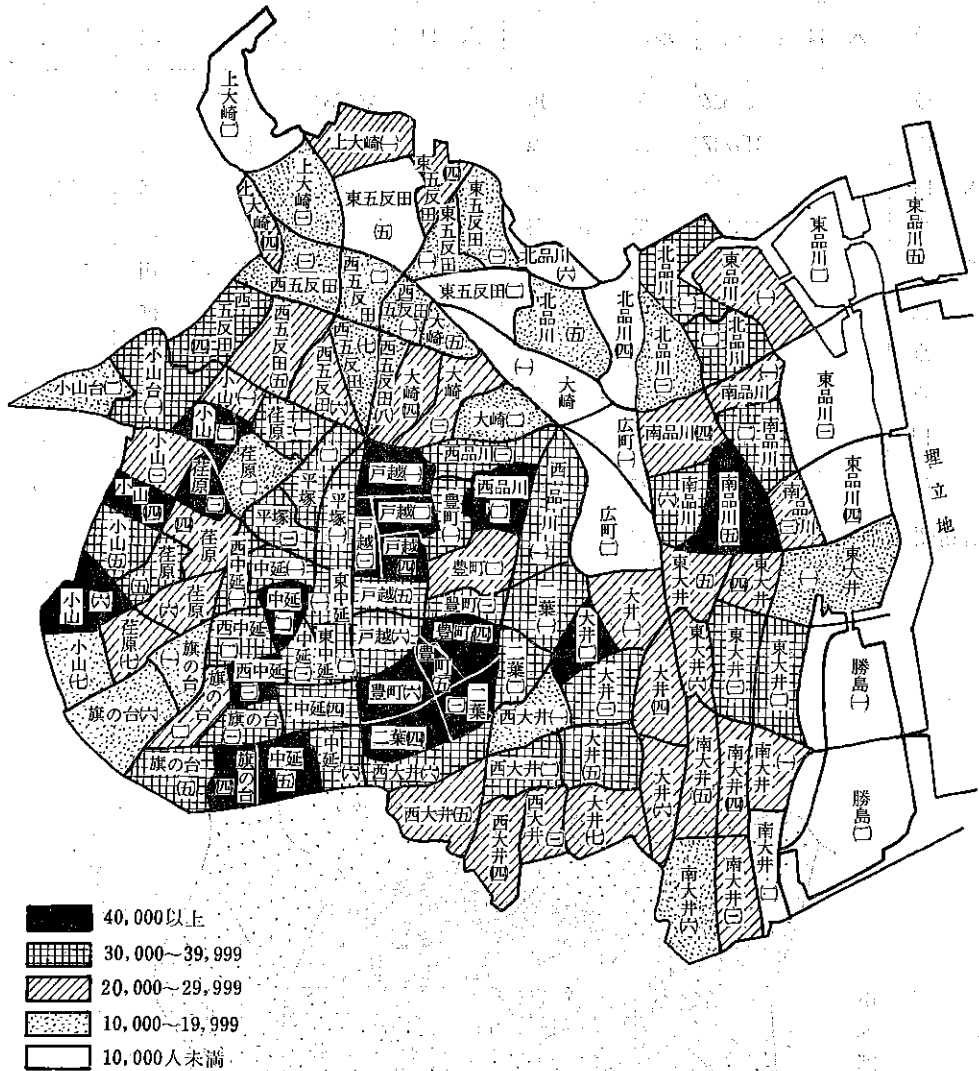 上大崎(二)
上大崎(一)
上大崎(三)
上大崎(四)
東五反田(五)
東五反田(四)
東五反田
東五反田
東五反田(二)
西五反田(三)
西五反田
西五反田
西五反田(四)
西五反田(五)
西五反田(六)
西五反田(七)
西五反田(八)
大崎(五)
大崎(四)
大崎
大崎(二)
大崎(一)
北品川(六)
北品川(五)
北品川(四)
北品川(三)
北品川(二)
北品川(一)
東品川(一)
東品川(二)
東品川(五)
東品川(三)
東品川(四)
埋立地
南品川(一)
南品川(二)
南品川(三)
南品川(四)
南品川(五)
南品川(六)
広町(一)
広町(二)
小山台(二)
小山台(一)
小山(一)
小山(二)
小山(三)
小山(四)
小山(五)
小山(六)
小山(七)
荏原(一)
荏原(二)
荏原(三)
荏原(四)
荏原(五)
荏原(六)
荏原(七)
平塚
平塚
平塚
戸越(一)
戸越(二)
戸越(三)
戸越(四)
戸越(五)
戸越(六)
西品川(一)
西品川(二)
西品川(三)
豊町(一)
豊町(二)
豊町(三)
豊町(四)
豊町(五)
豊町(六)
二葉(一)
二葉(二)
二葉(三)
二葉(四)
中延(一)
中延(二)
中延(三)
中延(四)
中延(五)
中延(六)
西中延(一)
西中延(二)
西中延(三)
東中延(一)
東中延(二)
旗の台(一)
旗の台(二)
旗の台(三)
旗の台(四)
旗の台(五)
旗の台(六)
東大井(一)
東大井(二)
東大井(三)
東大井(四)
東大井(五)
東大井(六)
大井(一)
大井(二)
大井(三)
大井(四)
大井(五)
大井(六)
大井(七)
西大井(一)
西大井(二)
西大井(三)
西大井(四)
西大井(五)
西大井(六)
南大井(一)
南大井(二)
南大井(三)
南大井(四)
南大井(五)
南大井(六)
勝島(一)
勝島(二)
40,000以上
30,000〜39,999
20,000〜29,999
10,000〜19,999
10,000人未満